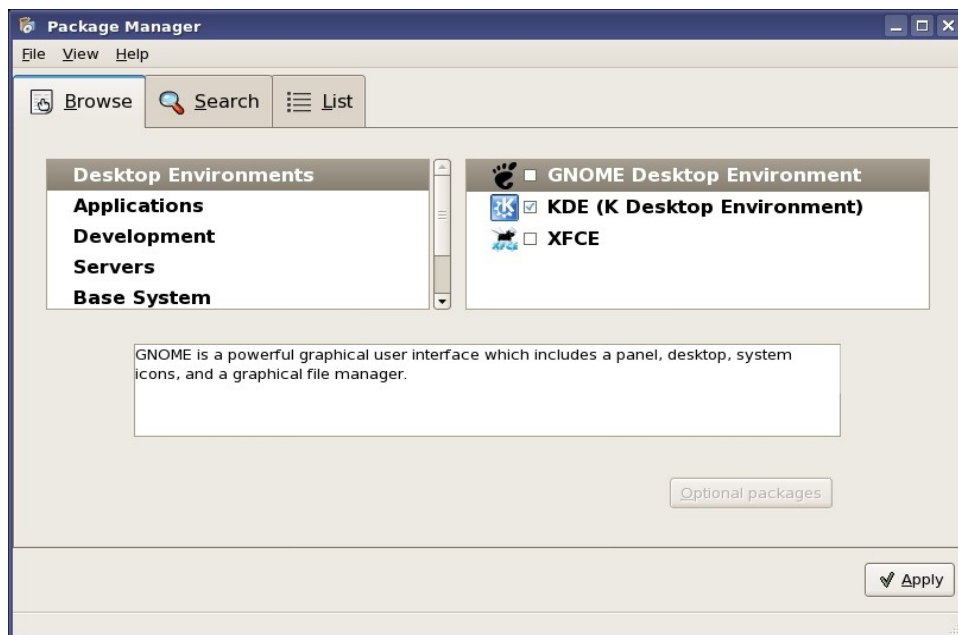 Package Manager
File View Help
Browse Search List
Desktop Environments
Applications
Development
Servers
Base System
GNOME Desktop Environment
KDE (K Desktop Environment)
XFCE
GNOME is a powerful graphical user interface which includes a panel, desktop, system
icons, and a graphical file manager.
Optional packages
Apply